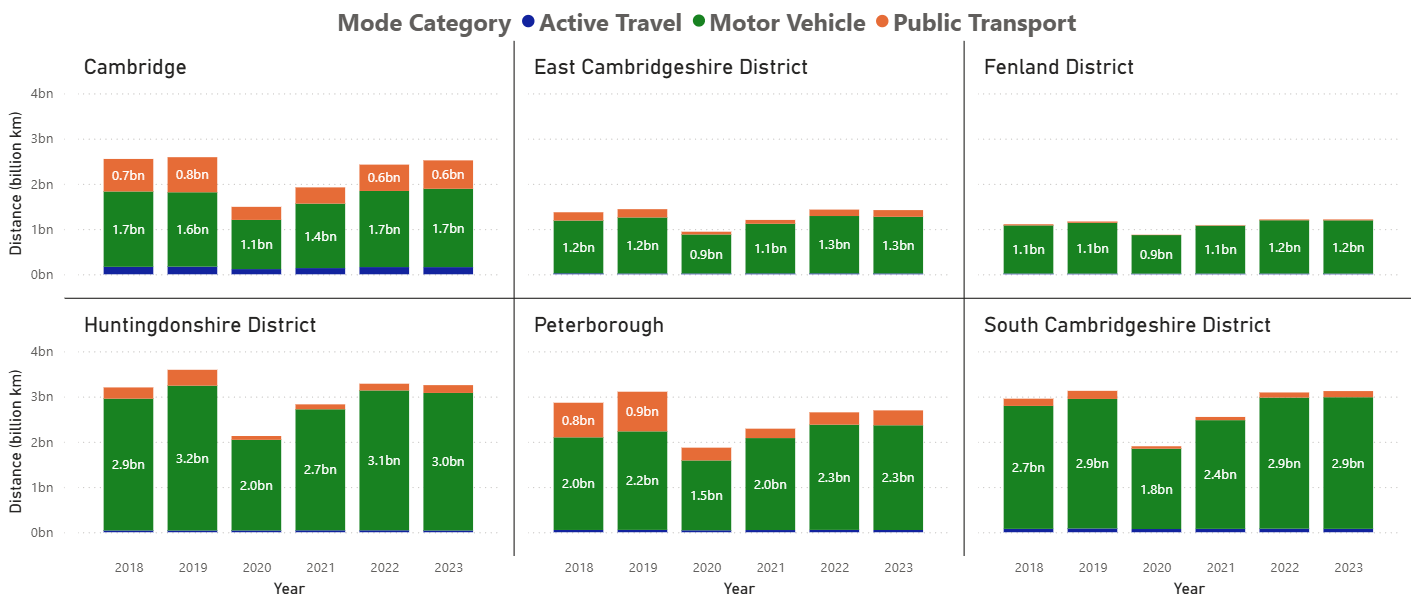 Mode Category Active Travel Motor Vehicle Public Transport
Cambridge
East Cambridgeshire District
Fenland District
Distance (billion km)
4bn
3bn
2bn
1bn
0bn
0.7bn 0.8bn 0.6bn 0.6bn
1.7bn 1.6bn 1.1bn 1.4bn 1.7bn 1.7bn
1.2bn 1.2bn 0.9bn 1.1bn 1.3bn 1.3bn
1.1bn 1.1bn 0.9bn 1.1bn 1.2bn 1.2bn
Huntingdonshire District
Peterborough
South Cambridgeshire District
Distance (billion km)
4bn
3bn
2bn
1bn
0bn
2.9bn 3.2bn 2.0bn 2.7bn 3.1bn 3.0bn
0.8bn 0.9bn
2.0bn 2.2bn 1.5bn 2.0bn 2.3bn 2.3bn
2.7bn 2.9bn 1.8bn 2.4bn 2.9bn 2.9bn
2018 2019 2020 2021 2022 2023
2018 2019 2020 2021 2022 2023
2018 2019 2020 2021 2022 2023
Year
Year
Year